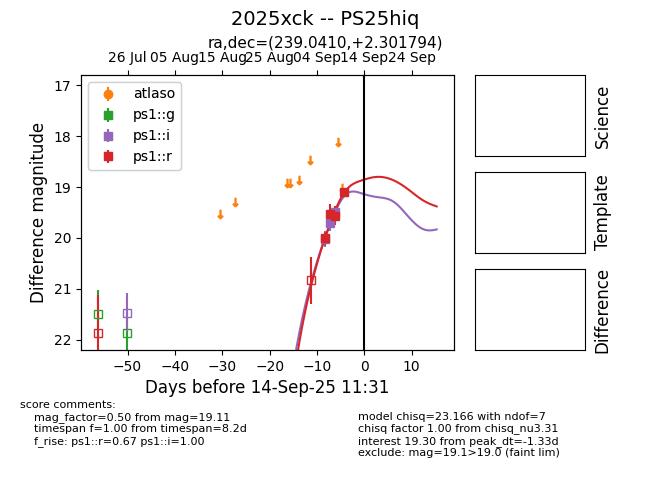 2025xck -- PS25hiq
ra,dec=(239.0410,+2.301794)
26 Jul 05 Aug 15 Aug 25 Aug 04 Sep 14 Sep 24 Sep
17
18
19
20
21
22
Difference magnitude
atlaso
ps1::g
ps1::i
ps1::r
−50 −40 −30 −20 −10 0 10
Days before 14-Sep-25 11:31
Science
Template
Difference
score comments:
mag_factor=0.50 from mag=19.11
timespan f=1.00 from timespan=8.2d
f_rise: ps1::r=0.67 ps1::i=1.00
model chisq=23.166 with ndof=7
chisq factor 1.00 from chisq_nu3.31
interest 19.30 from peak_dt=-1.33d
exclude: mag=19.1>19.0 (faint lim)